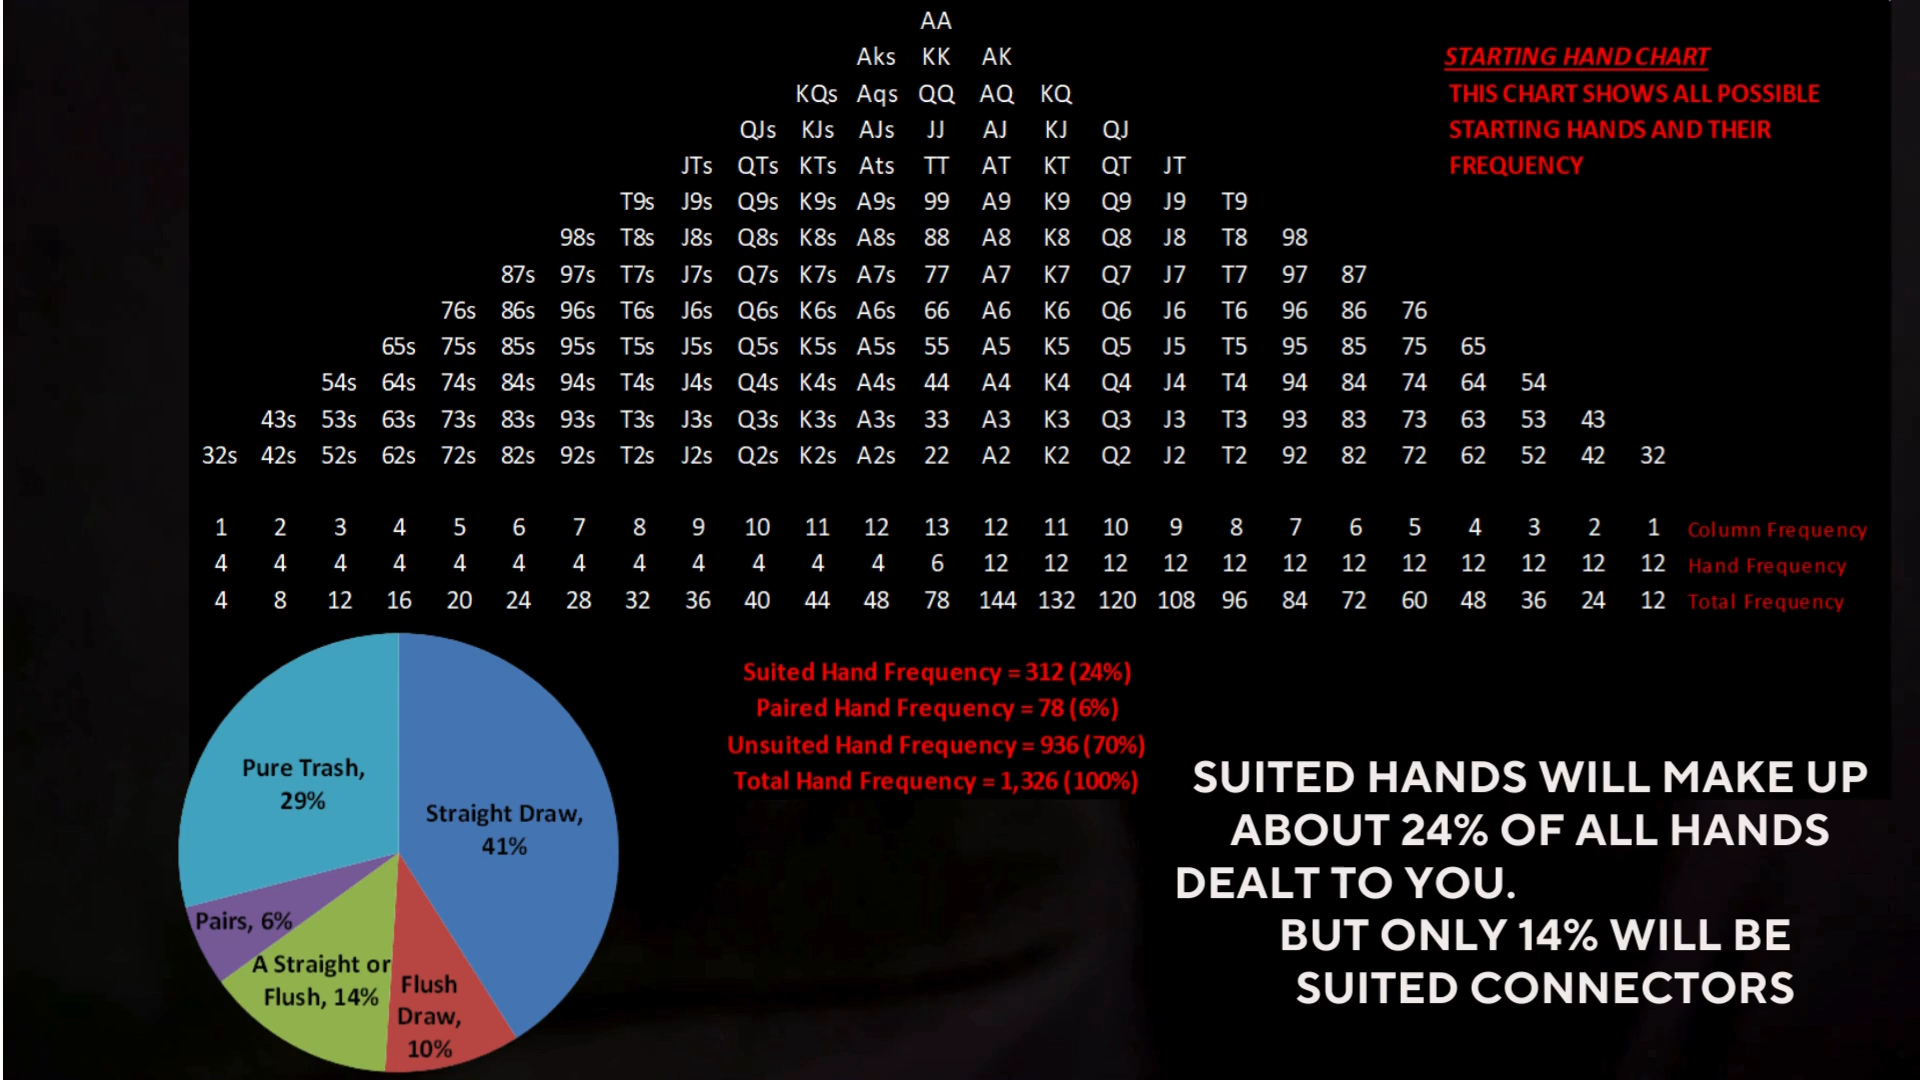 AA
Aks KK AK
KQs Aqs QQ AQ KQ
QJs KJs AJs JJ AJ KJ QJ
JTs QTs KTs Ats TT AT KT QT JT
T9s J9s Q9s K9s A9s 99 A9 K9 Q9 J9 T9
98s T8s J8s Q8s K8s A8s 88 A8 K8 Q8 J8 T8 98
87s 97s T7s J7s Q7s K7s A7s 77 A7 K7 Q7 J7 T7 97 87
76s 86s 96s T6s J6s Q6s K6s A6s 66 A6 K6 Q6 J6 T6 96 86 76
65s 75s 85s 95s T5s J5s Q5s K5s A5s 55 A5 K5 Q5 J5 T5 95 85 75 65
54s 64s 74s 84s 94s T4s J4s Q4s K4s A4s 44 A4 K4 Q4 J4 T4 94 84 74 64 54
43s 53s 63s 73s 83s 93s T3s J3s Q3s K3s A3s 33 A3 K3 Q3 J3 T3 93 83 73 63 53 43
32s 42s 52s 62s 72s 82s 92s T2s J2s Q2s K2s A2s 22 A2 K2 Q2 J2 T2 92 82 72 62 52 42 32
STARTING HAND CHART
THIS CHART SHOWS ALL POSSIBLE
STARTING HANDS AND THEIR
FREQUENCY
1 2 3 4 5 6 7 8 9 10 11 12 13 12 11 10 9 8 7 6 5 4 3 2 1 Column Frequency
4 4 4 4 4 4 4 4 4 4 4 4 6 12 12 12 12 12 12 12 12 12 12 12 12 Hand Frequency
4 8 12 16 20 24 28 32 36 40 44 48 78 144 132 120 108 96 84 72 60 48 36 24 12 Total Frequency
Pure Trash,
29%
Straight Draw,
41%
Pairs, 6%
A Straight or
Flush, 14%
Flush
Draw,
10%
Suited Hand Frequency = 312 (24%)
Paired Hand Frequency = 78 (6%)
Unsuited Hand Frequency = 936 (70%)
Total Hand Frequency = 1,326 (100%)
SUITED HANDS WILL MAKE UP
ABOUT 24% OF ALL HANDS
DEALT TO YOU.
BUT ONLY 14% WILL BE
SUITED CONNECTORS